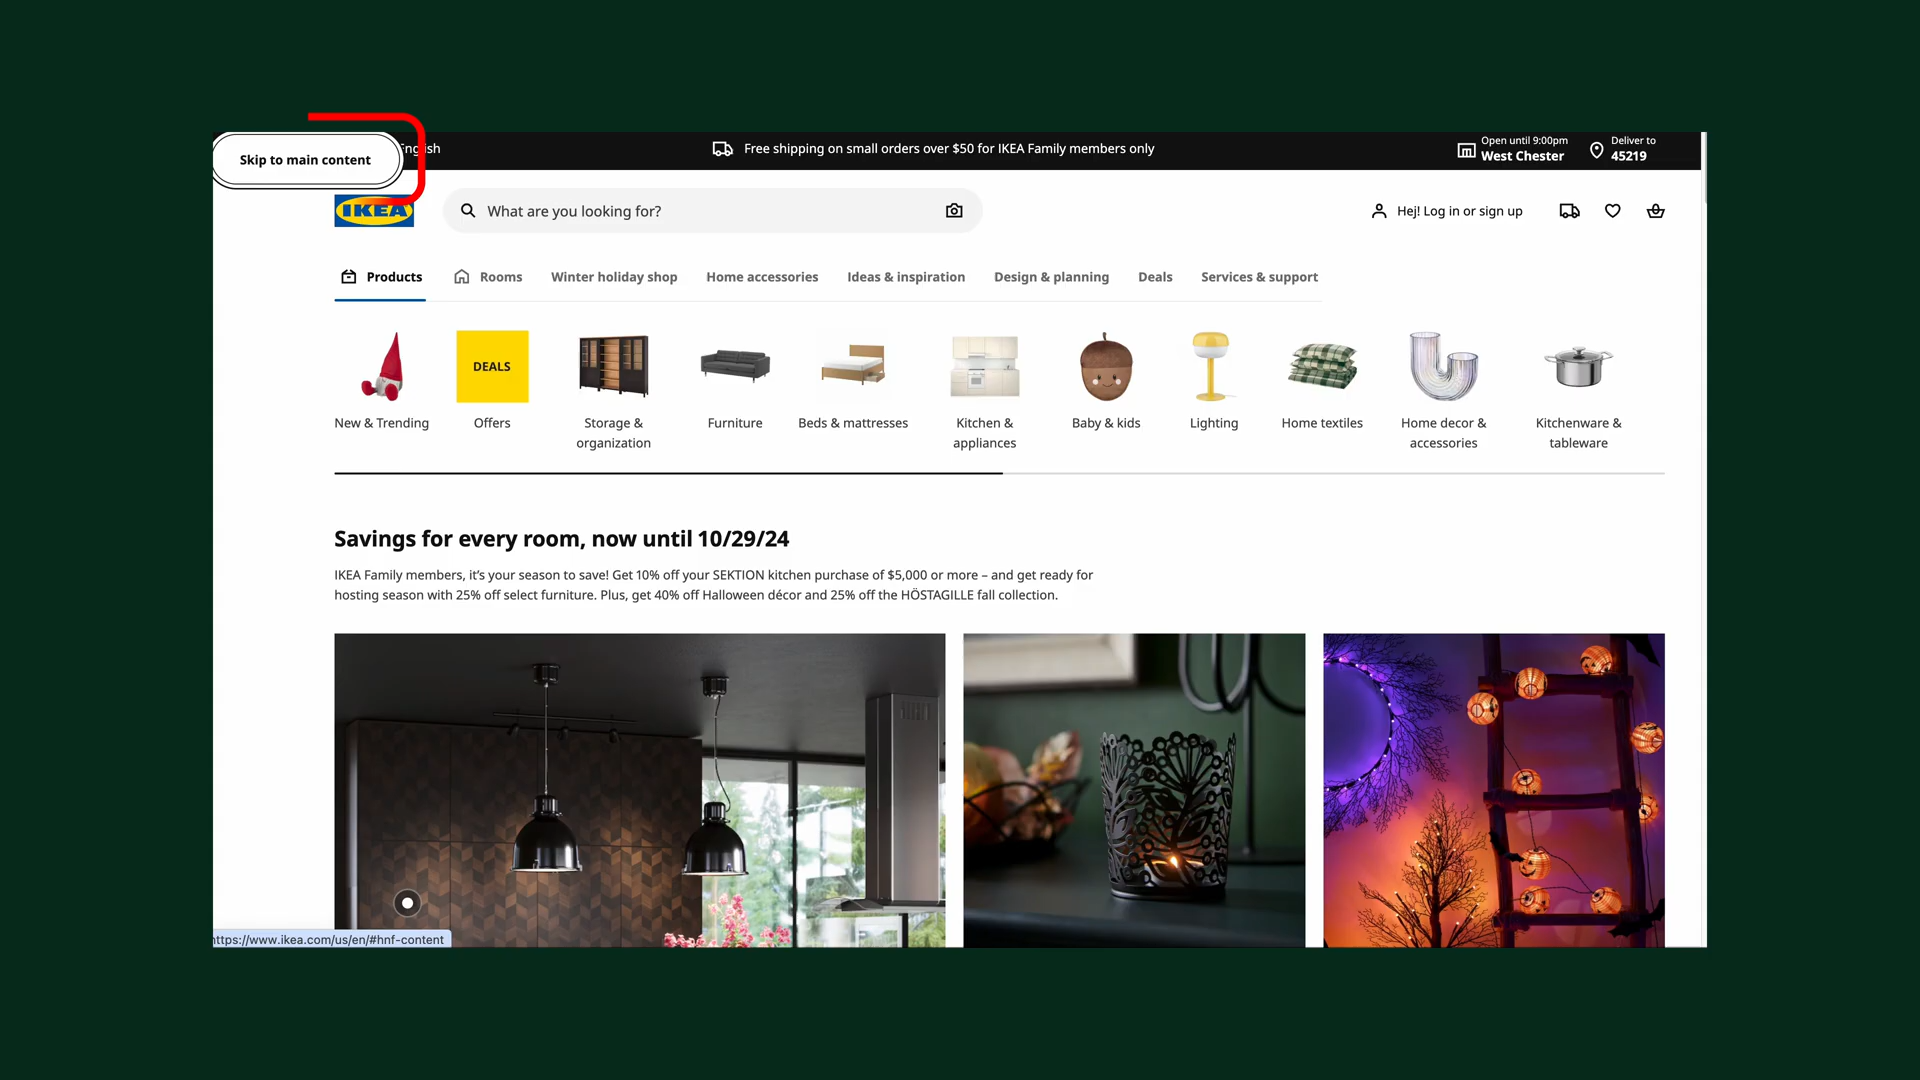 Skip to main content
English
Free shipping on small orders over $50 for IKEA Family members only
Open until 9:00pm
West Chester
Deliver to
45219
IKEA
What are you looking for?
Hej! Log in or sign up
Products
Rooms
Winter holiday shop
Home accessories
Ideas & inspiration
Design & planning
Deals
Services & support
DEALS
New & Trending
Offers
Storage &
organization
Furniture
Beds & mattresses
Kitchen &
appliances
Baby & kids
Lighting
Home textiles
Home decor &
accessories
Kitchenware &
tableware
Savings for every room, now until 10/29/24
IKEA Family members, it’s your season to save! Get 10% off your SEKTION kitchen purchase of $5,000 or more – and get ready for
hosting season with 25% off select furniture. Plus, get 40% off Halloween décor and 25% off the HÖSTAGILLE fall collection.
https://www.ikea.com/us/en/#hnf-content